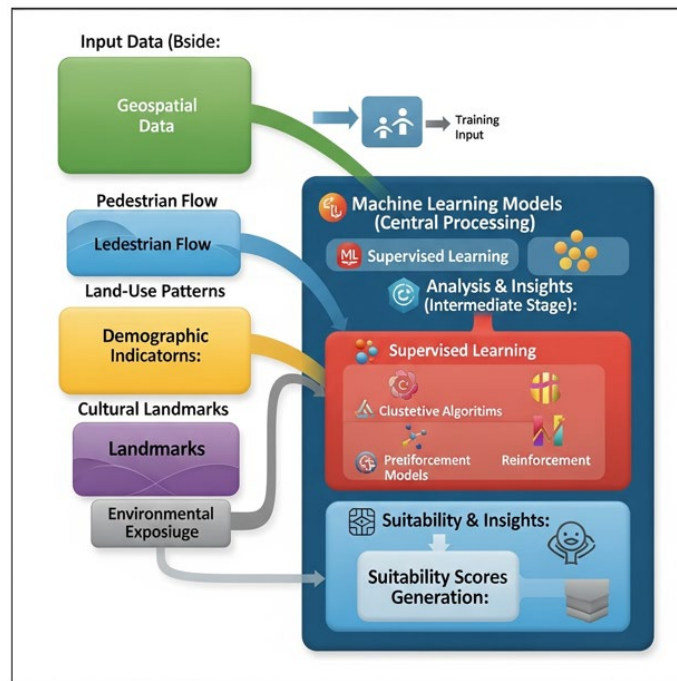 Input Data (Bside:
Geospatial
Data
Training
Input
Pedestrian Flow
Ledestrian Flow
Land-Use Patterns
Demographic
Indicatorns:
Cultural Landmarks
Landmarks
Environmental
Exposiuge
Machine Learning Models
(Central Processing)
ML
Supervised Learning
Analysis & Insights
(Intermediate Stage):
Supervised Learning
Clustetive Algoritims
Pretiforcement
Models
Reinforcement
Suitability & Insights:
Suitability Scores
Generation: